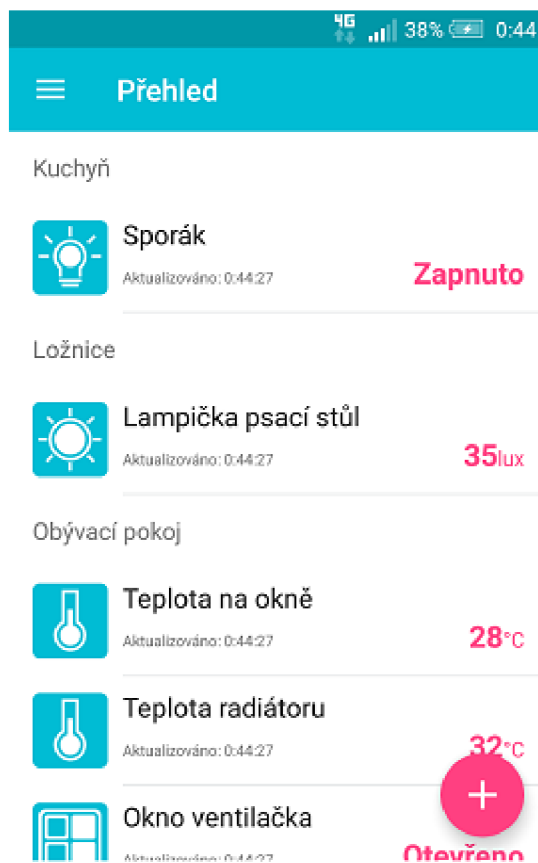 4G 38% 0:44
Přehled
Kuchyň
Sporák
Aktualizováno: 0:44:27
Zapnuto
Ložnice
Lampička psací stůl
Aktualizováno: 0:44:27
35lux
Obývací pokoj
Teplota na okně
Aktualizováno: 0:44:27
28°C
Teplota radiátoru
Aktualizováno: 0:44:27
32°C
Okno ventilačka
Aktualizováno: 0:44:27
Otevřeno